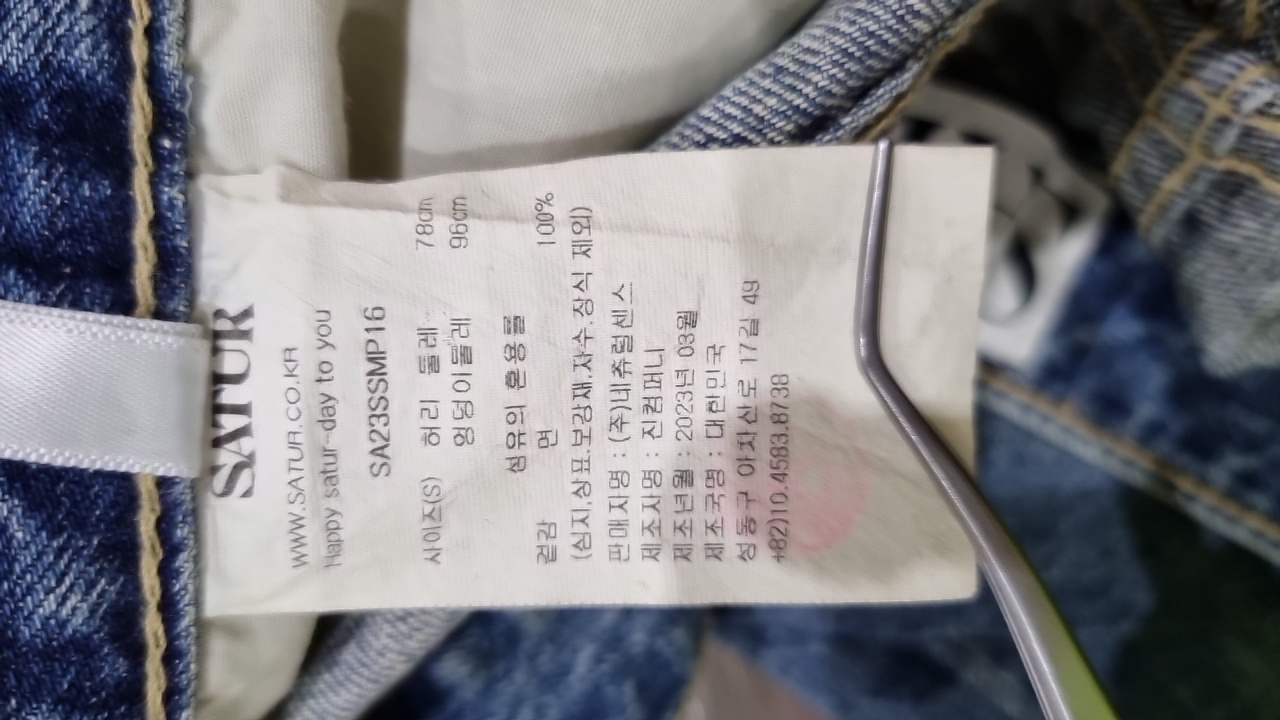 SATUR
WWW.SATUR.CO.KR
Happy satur-day to you
SA23SSMP16
사이즈(S) 허리 둘레 78cm
엉덩이둘레 96cm
섬유의 혼용률
겉감 면 100%
(심지,상표,보강재,자수,장식 제외)
판매자명 : (주)네츄럴센스
제조자명 : 진컴퍼니
제조년월 : 2023년 03월
제조국명 : 대한민국
성동구 아차산로 17길 49
+82)10.4583.8738